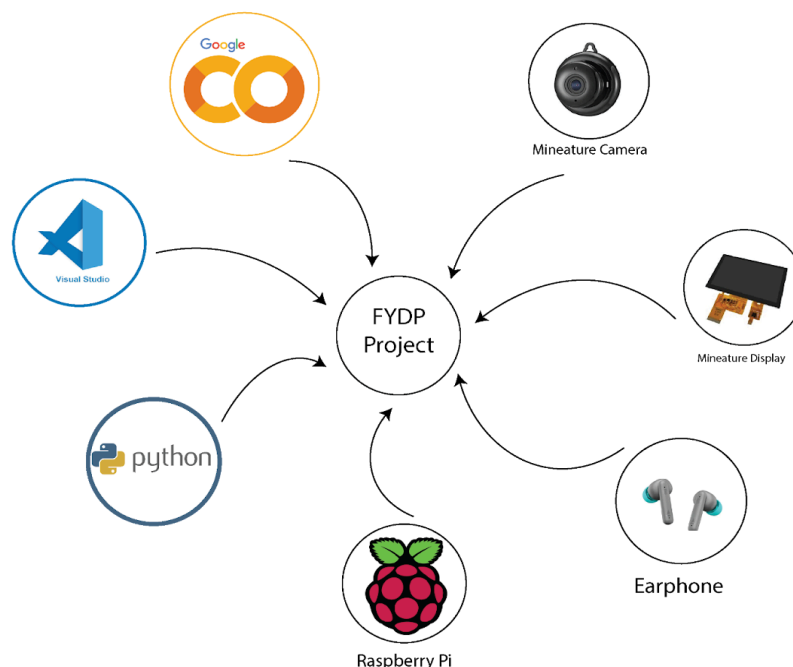 Google
Mineature Camera
Visual Studio
FYDP
Project
Mineature Display
python
Earphone
Raspberry Pi